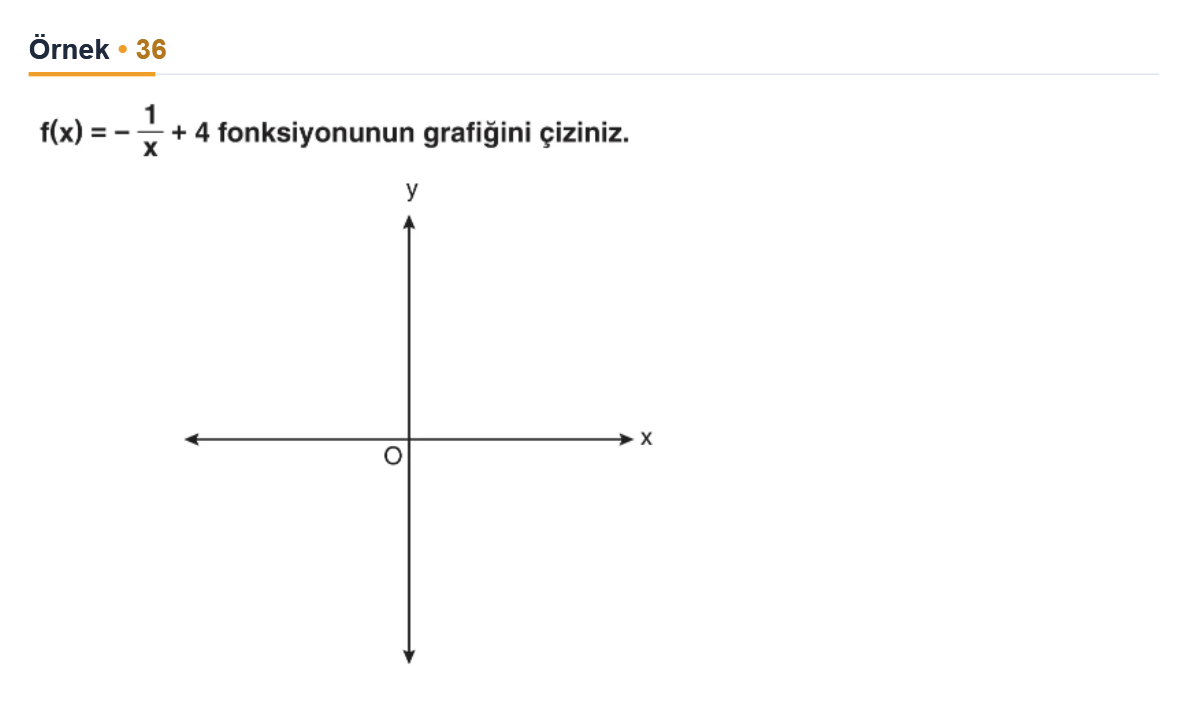 Örnek • 36
f(x) = - 1/x + 4 fonksiyonunun grafiğini çiziniz.
y
x
O